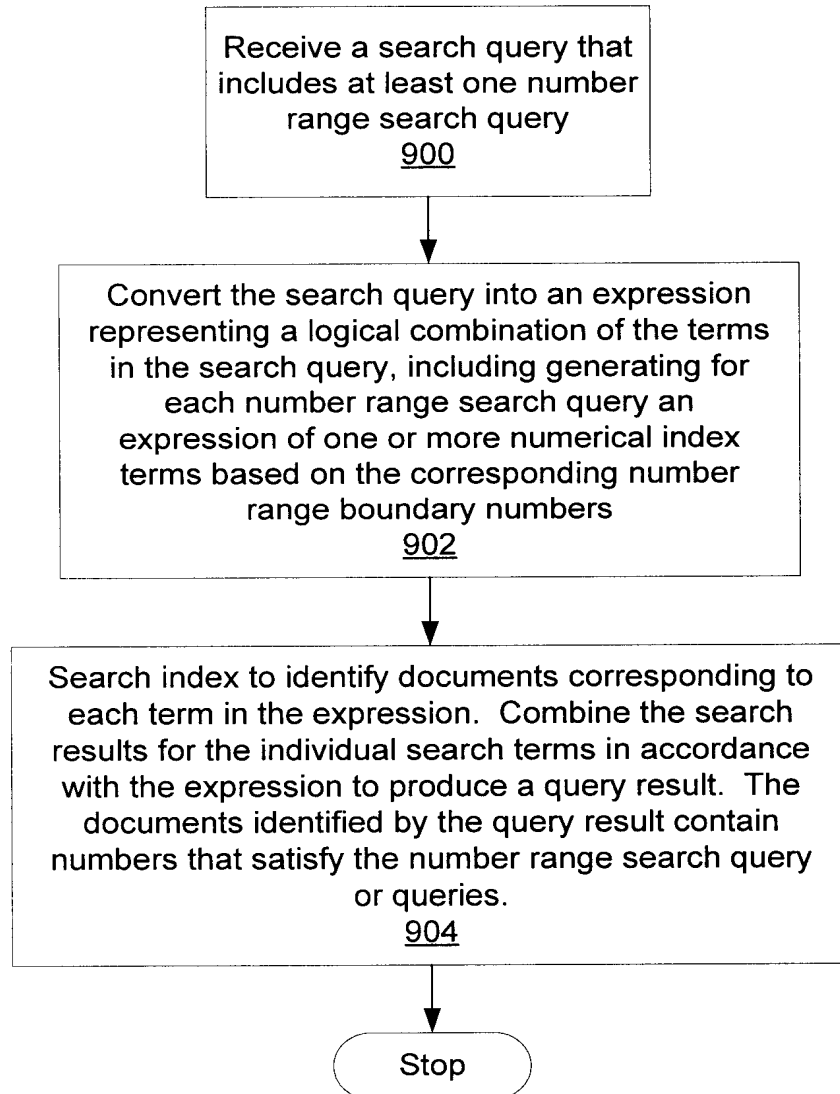 Receive a search query that
includes at least one number
range search query
900
Convert the search query into an expression
representing a logical combination of the terms
in the search query, including generating for
each number range search query an
expression of one or more numerical index
terms based on the corresponding number
range boundary numbers
902
Search index to identify documents corresponding to
each term in the expression. Combine the search
results for the individual search terms in accordance
with the expression to produce a query result. The
documents identified by the query result contain
numbers that satisfy the number range search query
or queries.
904
Stop